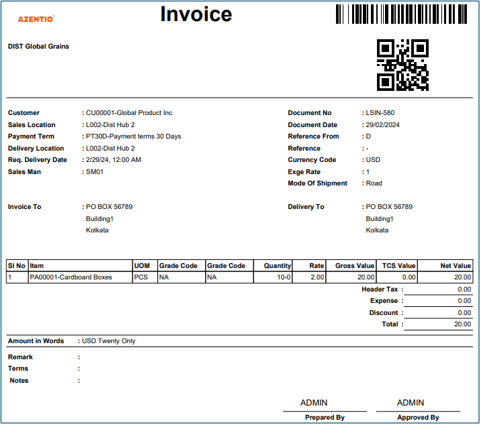 AZENTIO
Invoice
DIST Global Grains
Customer : CU00001-Global Product Inc
Document No : LSIN-580
Sales Location : L002-Dist Hub 2
Document Date : 29/02/2024
Payment Term : PT30D-Payment terms 30 Days
Reference From : D
Delivery Location : L002-Dist Hub 2
Reference : -
Req. Delivery Date : 2/29/24, 12:00 AM
Currency Code : USD
Sales Man : SM01
Exge Rate : 1
Mode Of Shipment : Road
Invoice To : PO BOX 56789
Delivery To : PO BOX 56789
Building1
Building1
Kolkata
Kolkata
Sl No Item UOM Grade Code Grade Code Quantity Rate Gross Value TCS Value Net Value
1 PA00001-Cardboard Boxes PCS NA NA 10-0 2.00 20.00 0.00 20.00
Header Tax : 0.00
Expense : 0.00
Discount : 0.00
Total : 20.00
Amount in Words : USD Twenty Only
Remark :
Terms :
Notes :
ADMIN ADMIN
Prepared By Approved By